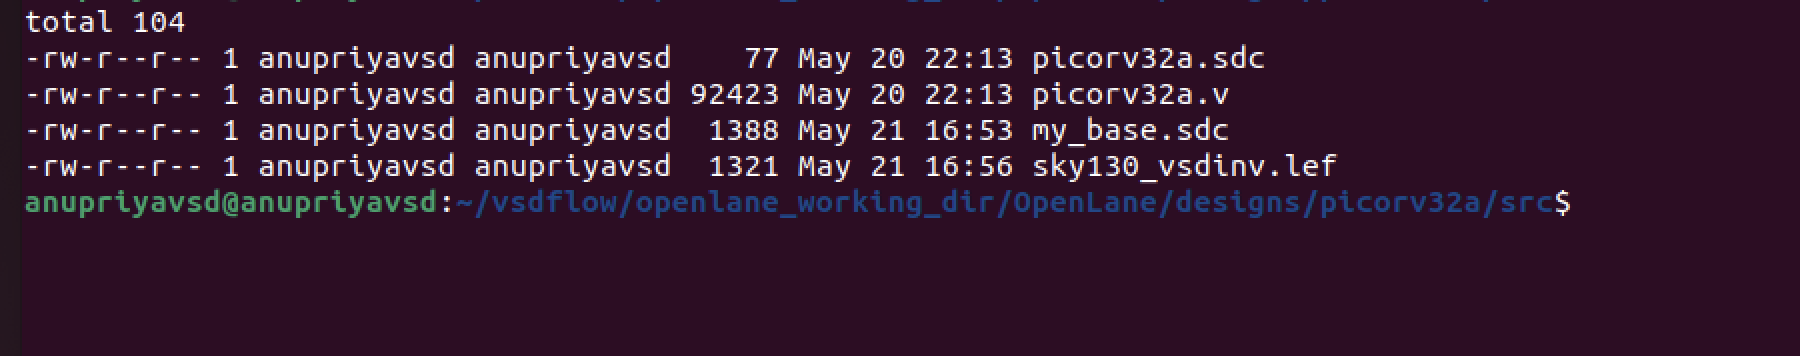 total 104
-rw-r--r-- 1 anupriyavsd anupriyavsd    77 May 20 22:13 picorv32a.sdc
-rw-r--r-- 1 anupriyavsd anupriyavsd 92423 May 20 22:13 picorv32a.v
-rw-r--r-- 1 anupriyavsd anupriyavsd  1388 May 21 16:53 my_base.sdc
-rw-r--r-- 1 anupriyavsd anupriyavsd  1321 May 21 16:56 sky130_vsdinv.lef
anupriyavsd@anupriyavsd:~/vsdflow/openlane_working_dir/OpenLane/designs/picorv32a/src$